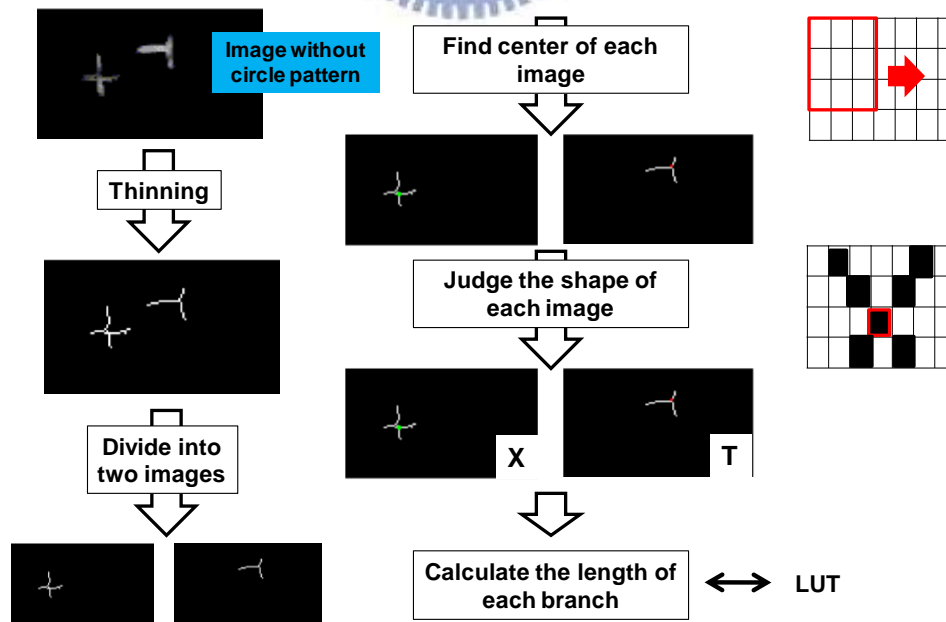 Image without
circle pattern
Thinning
Divide into
two images
Find center of each
image
Judge the shape of
each image
X
T
Calculate the length of
each branch
LUT